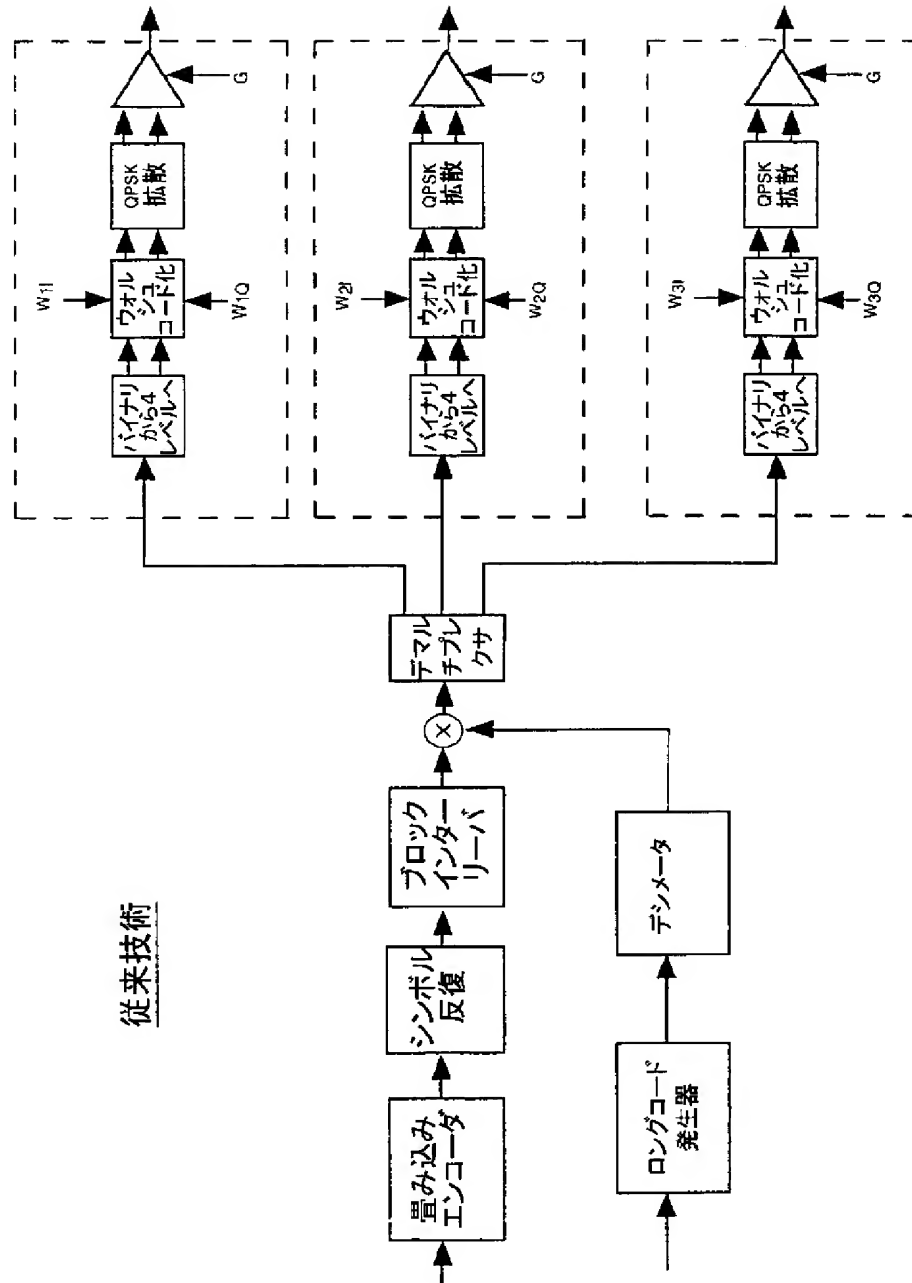 従来技術
畳み込み
エンコーダ
シンボル
反復
ブロック
インター
リーバ
ロングコード
発生器
デシメータ
X
デマル
チプレ
クサ
バイナリ
から4
レベルへ
W1I
ウォル
シュ
コード化
W1Q
QPSK
拡散
G
バイナリ
から4
レベルへ
W2I
ウォル
シュ
コード化
W2Q
QPSK
拡散
G
バイナリ
から4
レベルへ
W3I
ウォル
シュ
コード化
W3Q
QPSK
拡散
G